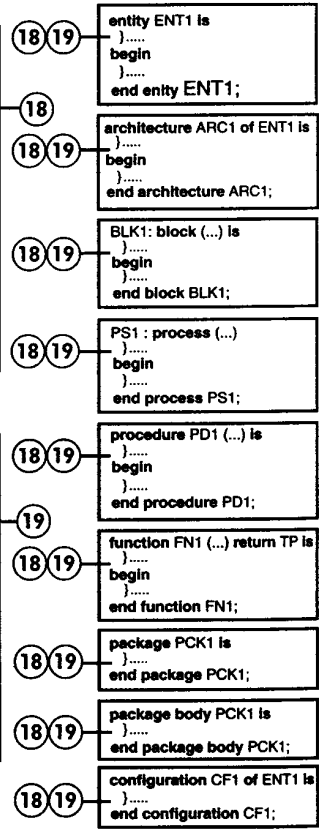 entity ENT1 is
18 19 }.....
begin
}.....
end enity ENT1;
18
architecture ARC1 of ENT1 is
18 19 }.....
begin
}.....
end architecture ARC1;
BLK1: block (...) is
18 19 }.....
begin
}.....
end block BLK1;
PS1 : process (...)
18 19 }.....
begin
}.....
end process PS1;
procedure PD1 (...) is
18 19 }.....
begin
}.....
end procedure PD1;
19
function FN1 (...) return TP is
18 19 }.....
begin
}.....
end function FN1;
package PCK1 is
18 19 }.....
end package PCK1;
package body PCK1 is
18 19 }.....
end package body PCK1;
configuration CF1 of ENT1 is
18 19 }.....
end configuration CF1;